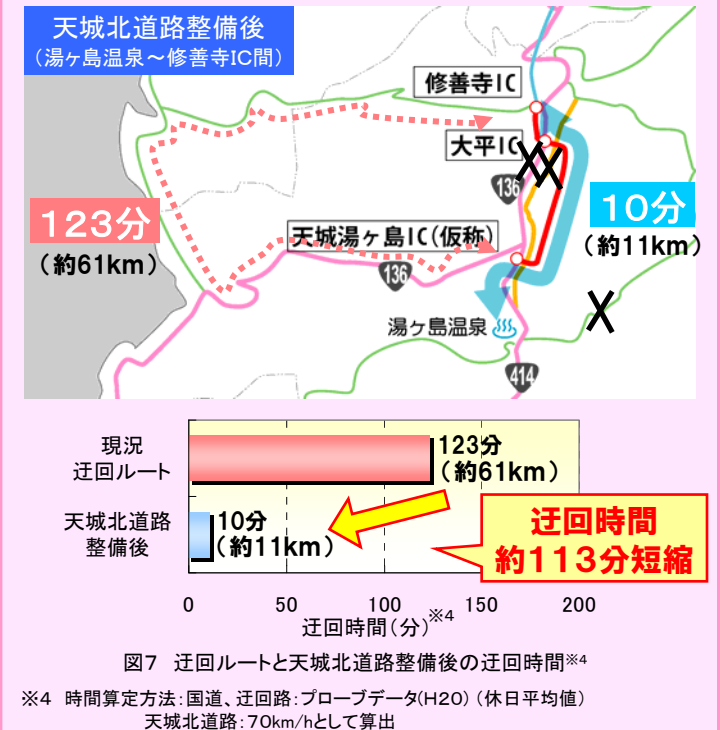 天城北道路整備後
（湯ヶ島温泉～修善寺IC間）
修善寺IC
大平IC
136
123分
（約61km）
10分
（約11km）
天城湯ヶ島IC(仮称)
136
湯ヶ島温泉
414
現況
迂回ルート
123分
（約61km）
天城北道路
整備後
10分
（約11km）
迂回時間
約113分短縮
0 50 100 150 200
迂回時間（分）※4
図7 迂回ルートと天城北道路整備後の迂回時間※4
※4 時間算定方法：国道、迂回路：プローブデータ(H20)（休日平均値）
天城北道路：70km/hとして算出